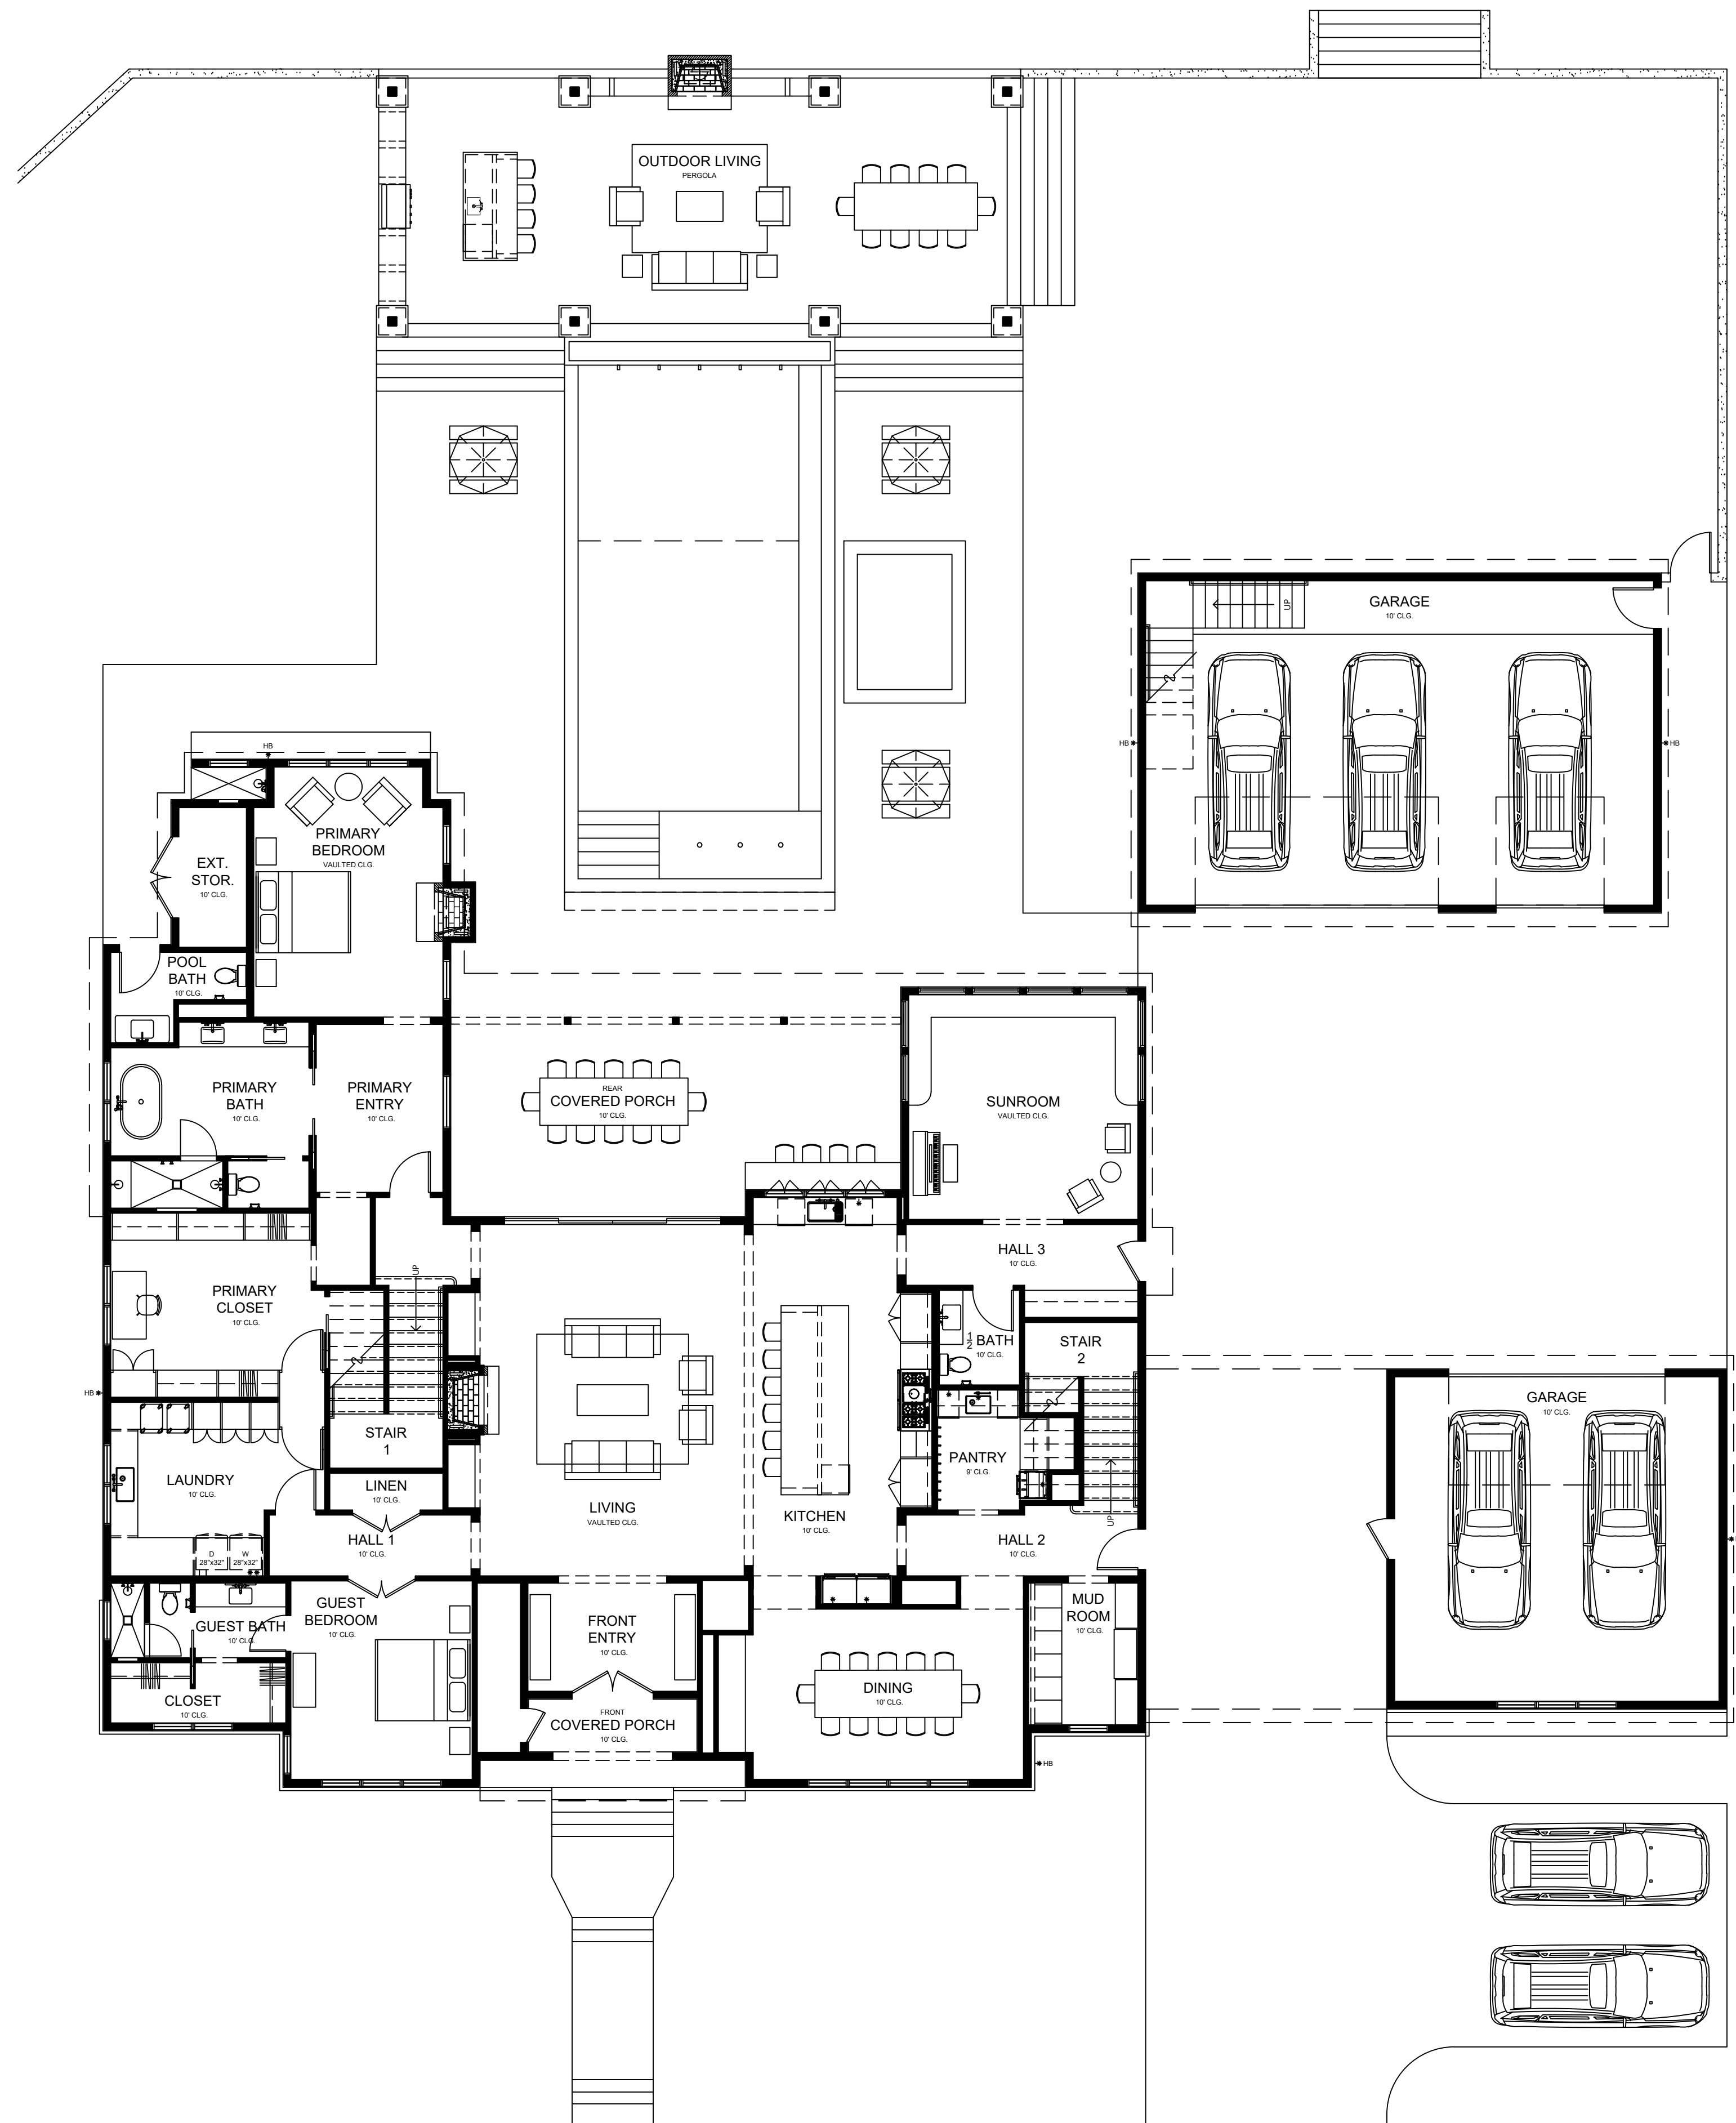 OUTDOOR LIVING
PERGOLA
UP
GARAGE
10' CLG.
HB
HB
HB
PRIMARY
BEDROOM
VAULTED CLG.
EXT.
STOR.
10' CLG.
POOL
BATH
10' CLG.
PRIMARY
BATH
10' CLG.
PRIMARY
ENTRY
10' CLG.
REAR
COVERED PORCH
10' CLG.
SUNROOM
VAULTED CLG.
HALL 3
10' CLG.
UP
PRIMARY
CLOSET
10' CLG.
1/2 BATH
10' CLG.
STAIR
2
HB
GARAGE
10' CLG.
STAIR
1
PANTRY
9' CLG.
LAUNDRY
10' CLG.
LINEN
10' CLG.
LIVING
VAULTED CLG.
KITCHEN
10' CLG.
UP
HALL 1
10' CLG.
HALL 2
10' CLG.
D
28"x32"
W
28"x32"
GUEST
BEDROOM
10' CLG.
GUEST BATH
10' CLG.
FRONT
ENTRY
10' CLG.
MUD
ROOM
10' CLG.
CLOSET
10' CLG.
DINING
10' CLG.
FRONT
COVERED PORCH
10' CLG.
HB